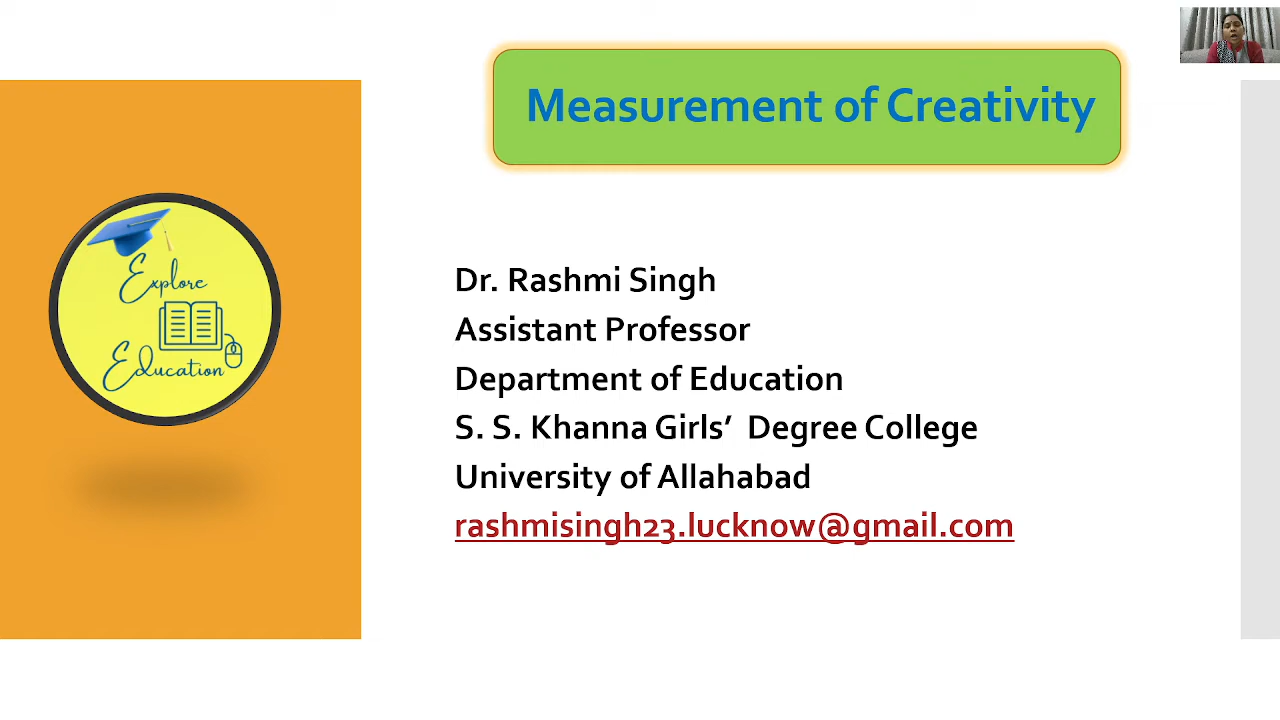 Measurement of Creativity
Explore
Education
Dr. Rashmi Singh
Assistant Professor
Department of Education
S. S. Khanna Girls’ Degree College
University of Allahabad
rashmisingh23.lucknow@gmail.com